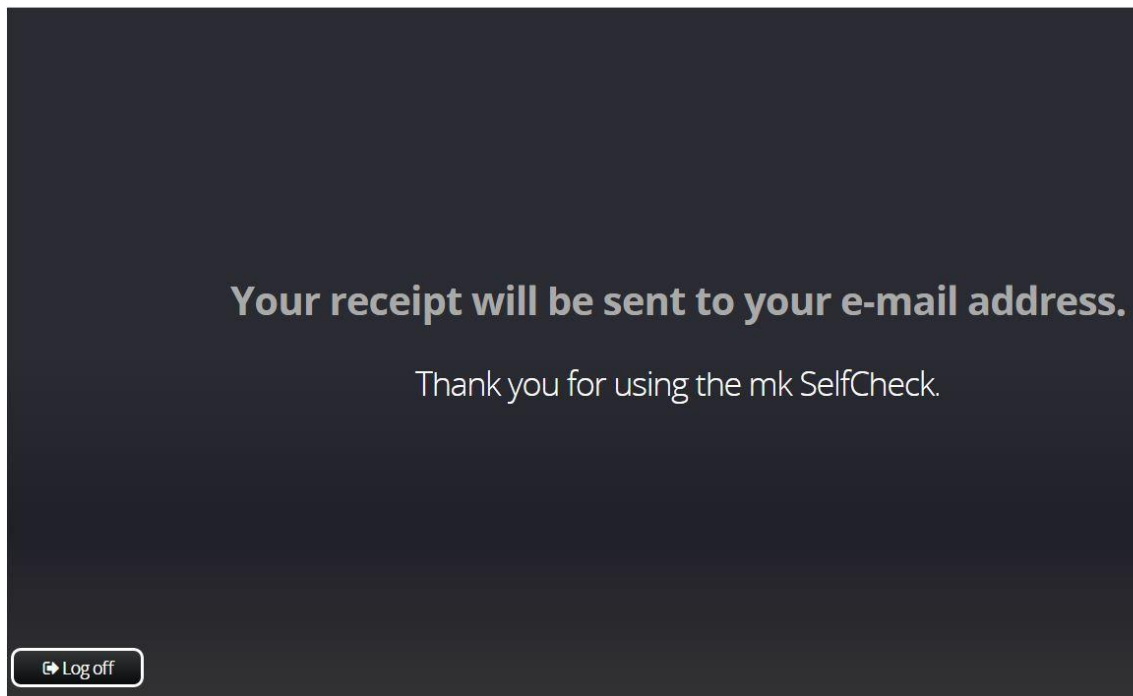 Your receipt will be sent to your e-mail address.
Thank you for using the mk SelfCheck.
Log off